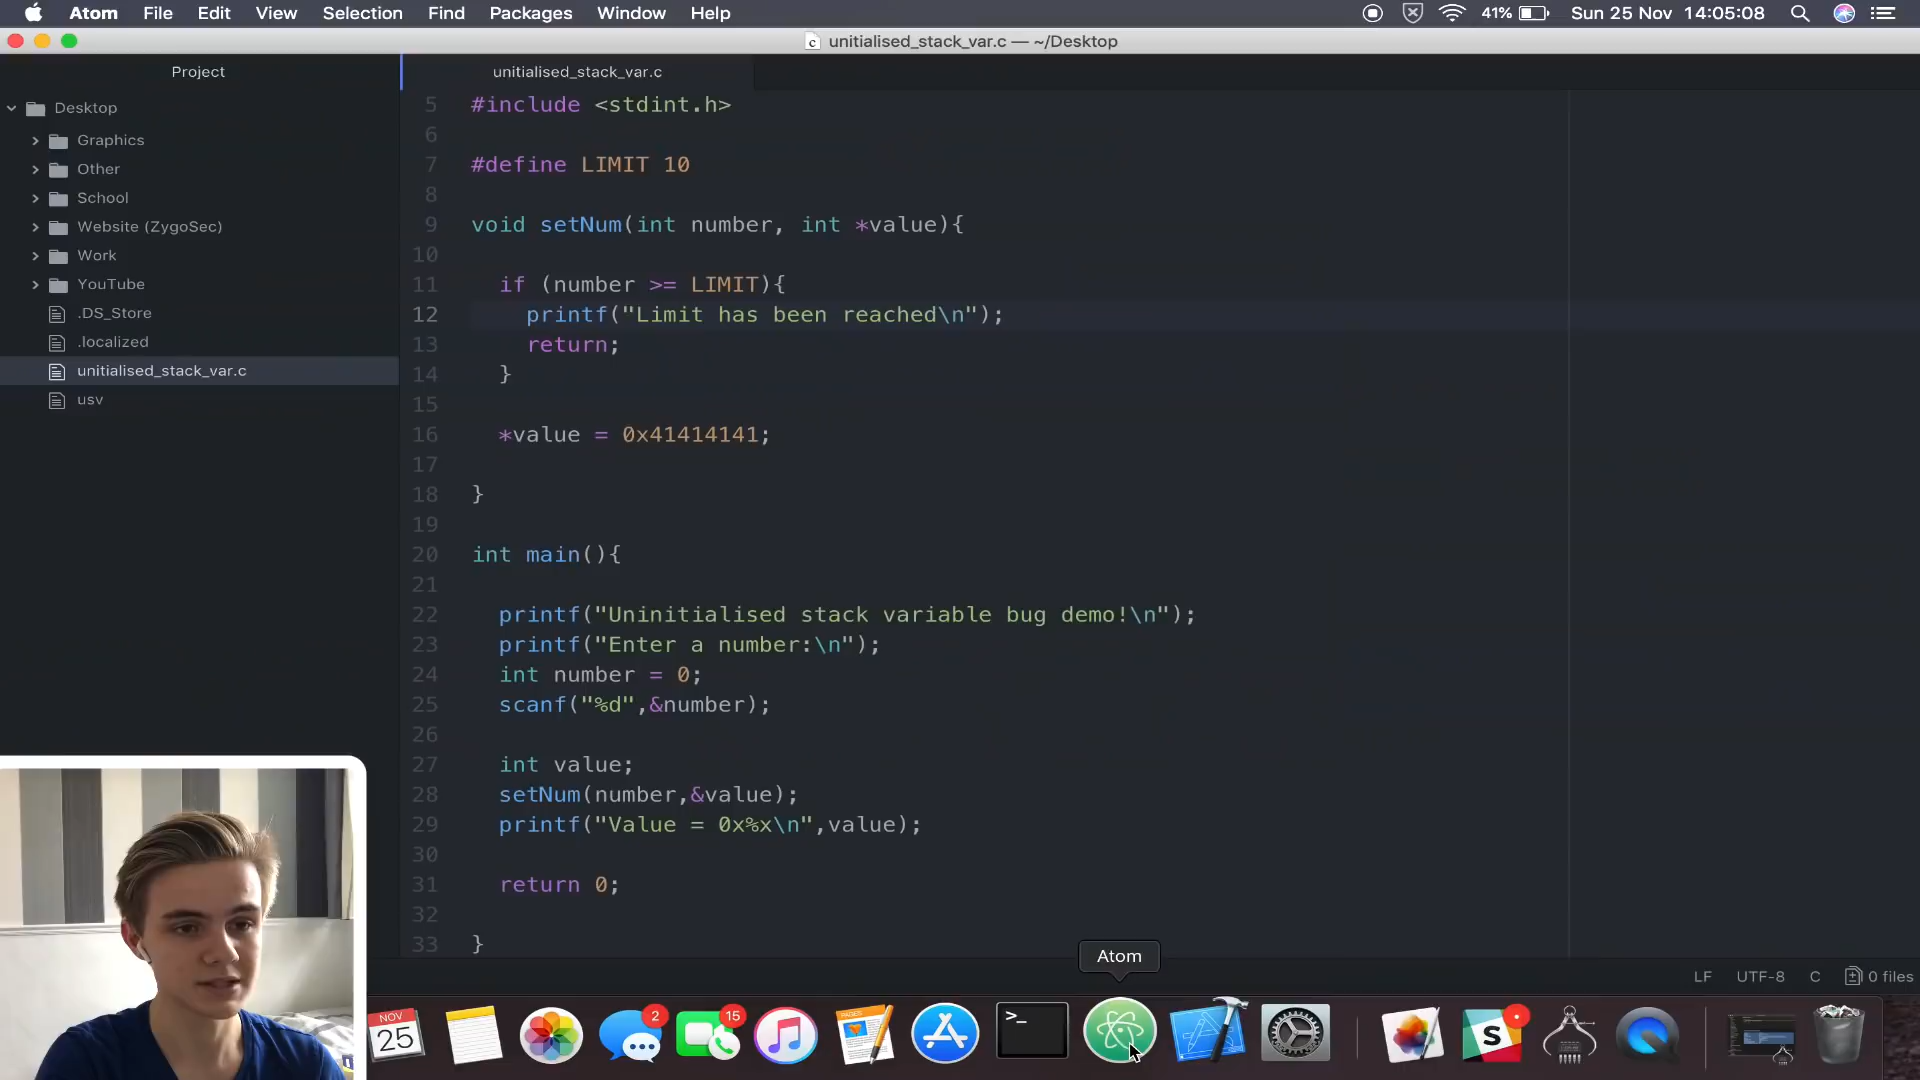 Atom File Edit View Selection Find Packages Window Help 41% Sun 25 Nov 14:05:08
unitialised_stack_var.c — ~/Desktop
Project
Desktop
Graphics
Other
School
Website (ZygoSec)
Work
YouTube
.DS_Store
.localized
unitialised_stack_var.c
usv
unitialised_stack_var.c
5 #include <stdint.h>
6
7 #define LIMIT 10
8
9 void setNum(int number, int *value){
10
11 if (number >= LIMIT){
12 printf("Limit has been reached\n");
13 return;
14 }
15
16 *value = 0x41414141;
17
18 }
19
20 int main(){
21
22 printf("Uninitialised stack variable bug demo!\n");
23 printf("Enter a number:\n");
24 int number = 0;
25 scanf("%d",&number);
26
27 int value;
28 setNum(number,&value);
29 printf("Value = 0x%x\n",value);
30
31 return 0;
32
33 }
Atom
LF UTF-8 C 0 files
NOV
25
2
15
PAGES
>_
S